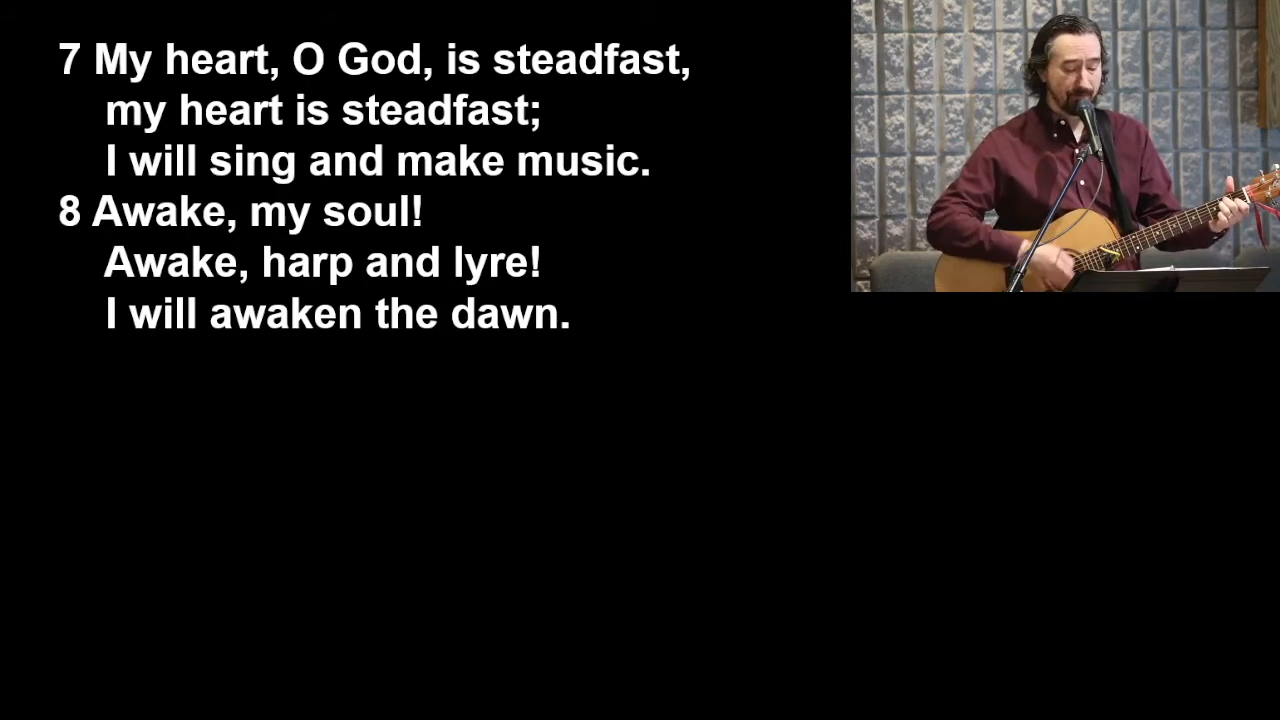 7 My heart, O God, is steadfast,
my heart is steadfast;
I will sing and make music.
8 Awake, my soul!
Awake, harp and lyre!
I will awaken the dawn.